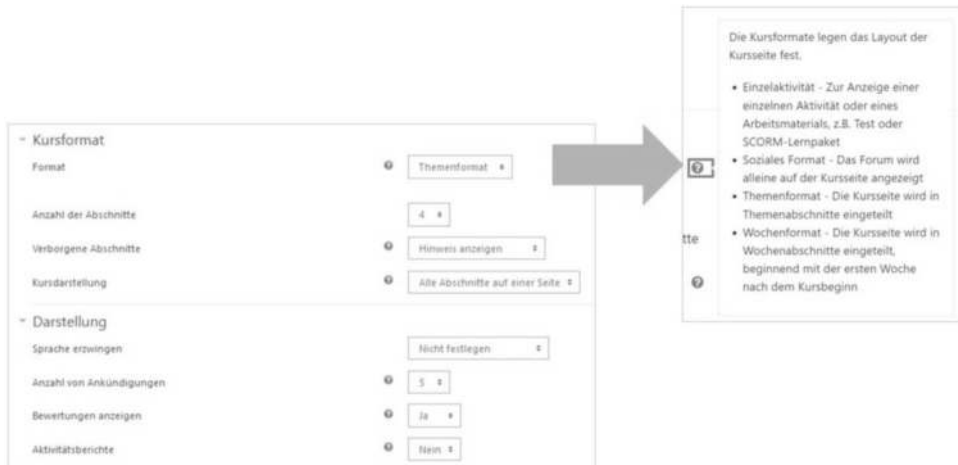 Kursformat
Format
Themenformat
Anzahl der Abschnitte
4
Verborgene Abschnitte
Hinweis anzeigen
Kursdarstellung
Alle Abschnitte auf einer Seite
Darstellung
Sprache erzwingen
Nicht festlegen
Anzahl von Ankündigungen
5
Bewertungen anzeigen
Ja
Aktivitätsberichte
Nein
Die Kursformate legen das Layout der
Kursseite fest.
• Einzelaktivität - Zur Anzeige einer
einzelnen Aktivität oder eines
Arbeitsmaterials, z.B. Test oder
SCORM-Lernpaket
• Soziales Format - Das Forum wird
alleine auf der Kursseite angezeigt
• Themenformat - Die Kursseite wird in
Themenabschnitte eingeteilt
• Wochenformat - Die Kursseite wird in
Wochenabschnitte eingeteilt,
beginnend mit der ersten Woche
nach dem Kursbeginn
tte